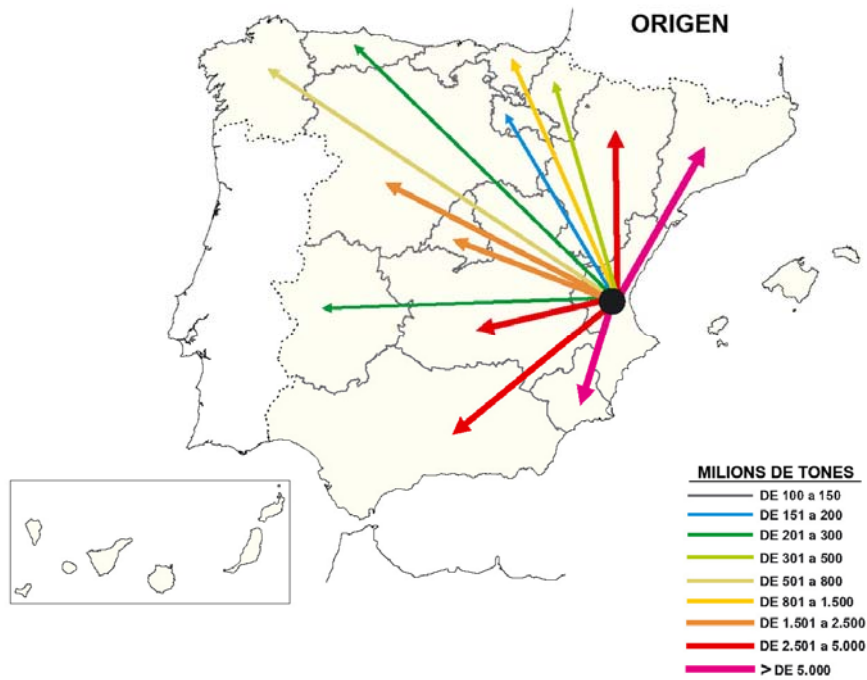 ORIGEN
MILIONS DE TONES
DE 100 a 150
DE 151 a 200
DE 201 a 300
DE 301 a 500
DE 501 a 800
DE 801 a 1.500
DE 1.501 a 2.500
DE 2.501 a 5.000
> DE 5.000